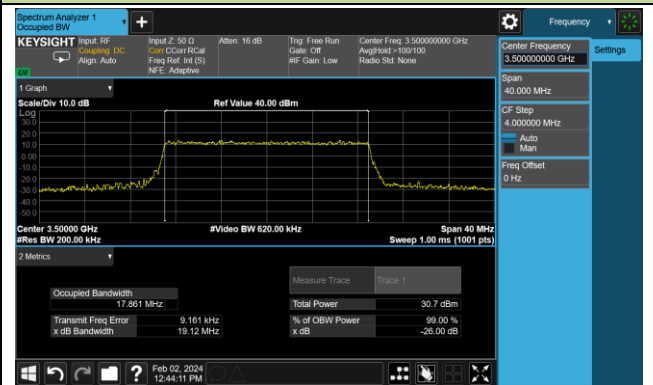 Spectrum Analyzer 1
Occupied BW
Frequency
KEYSIGHT
Input: RF
Coupling: DC
Align: Auto
LXI
Input Z: 50 Ω
Corr CCorr RCal
Freq Ref: Int (S)
NFE: Adaptive
Atten: 16 dB
Trig: Free Run
Gate: Off
#IF Gain: Low
Center Freq: 3.500000000 GHz
Avg|Hold:>100/100
Radio Std: None
Center Frequency
3.500000000 GHz
Settings
Span
40.000 MHz
CF Step
4.000000 MHz
Auto
Man
Freq Offset
0 Hz
1 Graph
Scale/Div 10.0 dB
Ref Value 40.00 dBm
Log
30.0
20.0
10.0
0.00
-10.0
-20.0
-30.0
-40.0
-50.0
Center 3.50000 GHz
#Video BW 620.00 kHz
Span 40 MHz
#Res BW 200.00 kHz
Sweep 1.00 ms (1001 pts)
2 Metrics
Measure Trace
Trace 1
Occupied Bandwidth
17.861 MHz
Total Power
30.7 dBm
Transmit Freq Error
9.161 kHz
% of OBW Power
99.00 %
x dB Bandwidth
19.12 MHz
x dB
-26.00 dB
?
Feb 02, 2024
12:44:11 PM